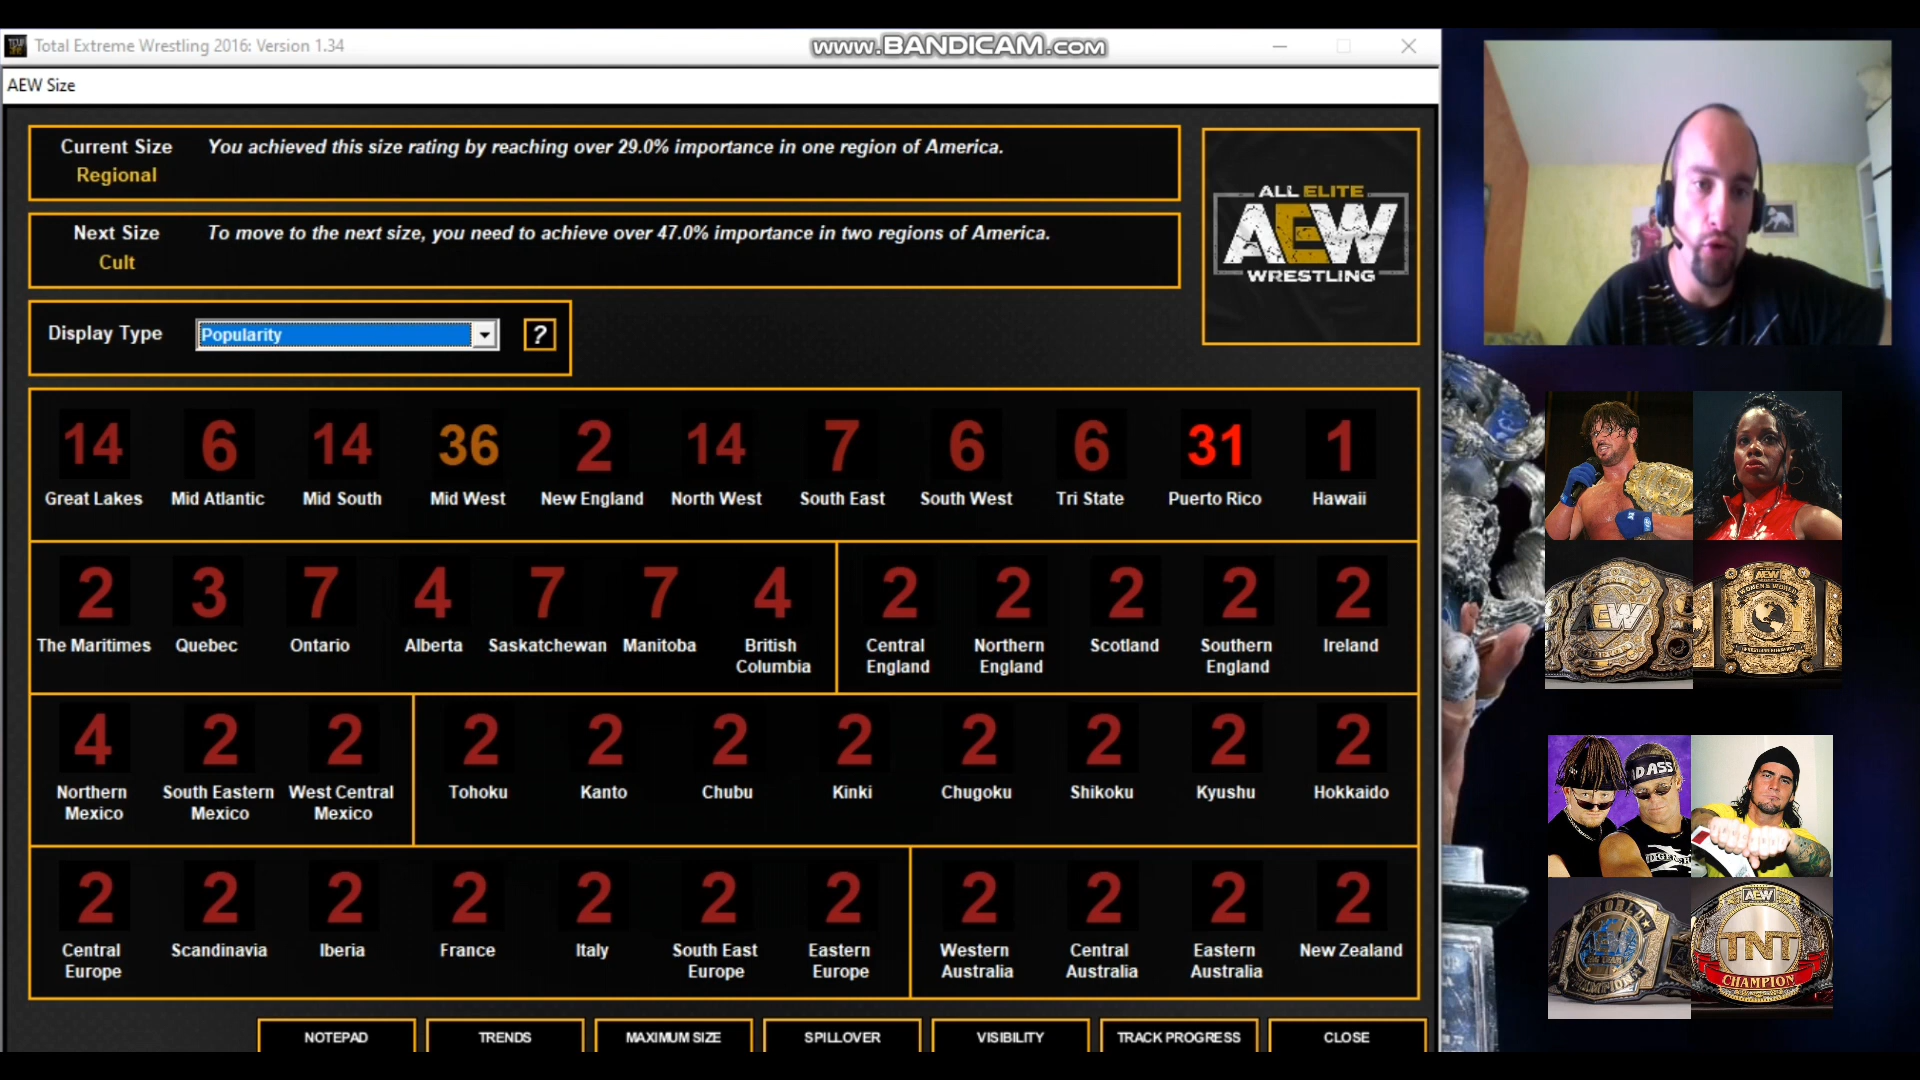 Total Extreme Wrestling 2016: Version 1.34
www.BANDICAM.com
AEW Size
Current Size
Regional
You achieved this size rating by reaching over 29.0% importance in one region of America.
Next Size
Cult
To move to the next size, you need to achieve over 47.0% importance in two regions of America.
ALL ELITE
AEW
WRESTLING
Display Type
Popularity
?
14 6 14 36 2 14 7 6 6 31 1
Great Lakes Mid Atlantic Mid South Mid West New England North West South East South West Tri State Puerto Rico Hawaii
2 3 7 4 7 7 4 2 2 2 2 2
The Maritimes Quebec Ontario Alberta Saskatchewan Manitoba British Columbia Central England Northern England Scotland Southern England Ireland
4 2 2 2 2 2 2 2 2 2 2
Northern Mexico South Eastern Mexico West Central Mexico Tohoku Kanto Chubu Kinki Chugoku Shikoku Kyushu Hokkaido
2 2 2 2 2 2 2 2 2 2 2
Central Europe Scandinavia Iberia France Italy South East Europe Eastern Europe Western Australia Central Australia Eastern Australia New Zealand
NOTEPAD TRENDS MAXIMUM SIZE SPILLOVER VISIBILITY TRACK PROGRESS CLOSE
AEW
AEW
WOMEN'S WORLD
WORLD
AEW
TNT
CHAMPION